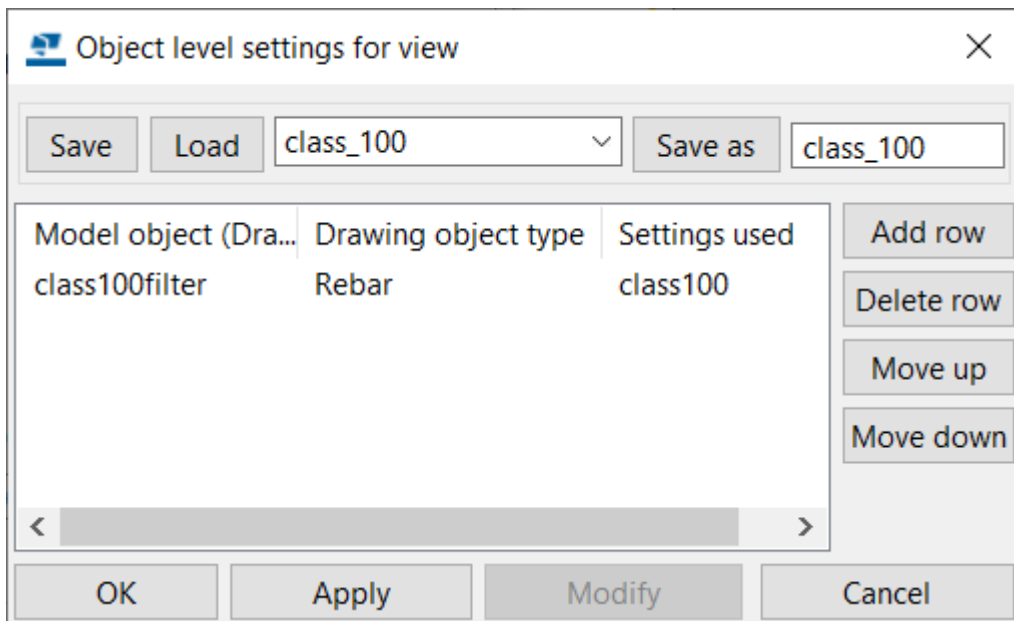 Object level settings for view
Save Load class_100 Save as class_100
Model object (Dra... Drawing object type Settings used Add row
class100filter Rebar class100
Delete row
Move up
Move down
OK Apply Modify Cancel